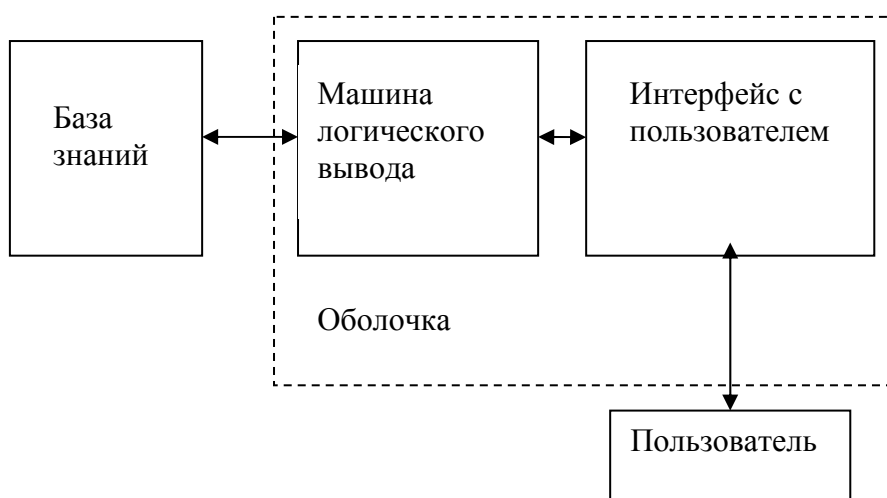 База
знаний
Машина
логического
вывода
Интерфейс с
пользователем
Оболочка
Пользователь